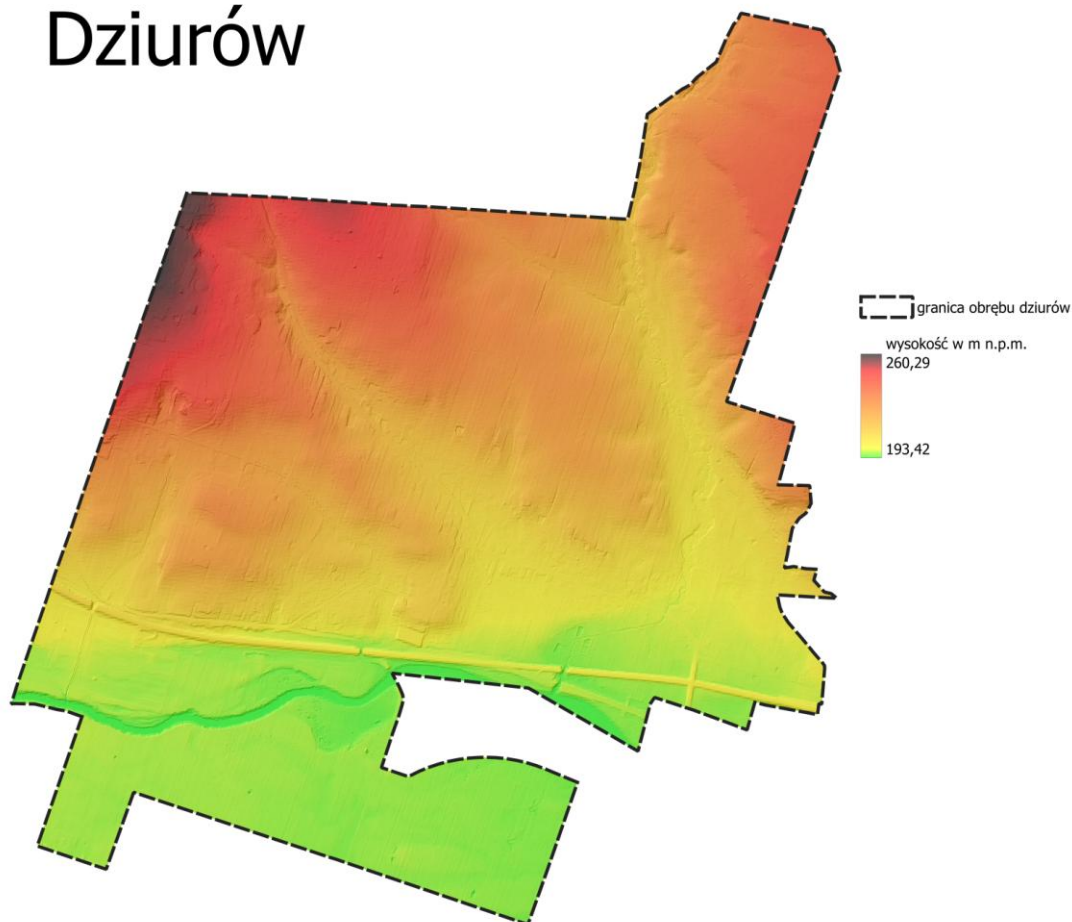 Dziurów
granica obrębu dziurów
wysokość w m n.p.m.
260,29
193,42